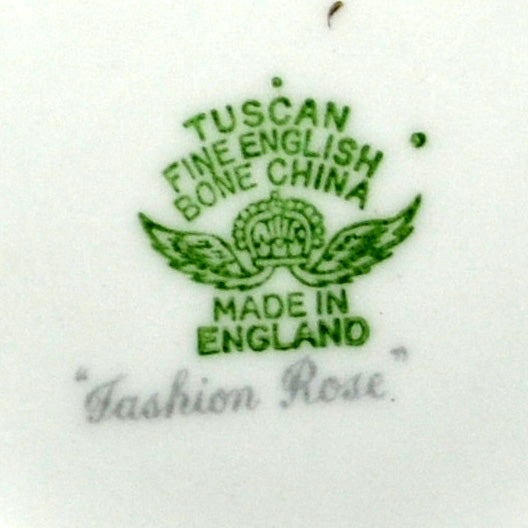 TUSCAN
FINE ENGLISH
BONE CHINA
MADE IN
ENGLAND
"Fashion Rose".